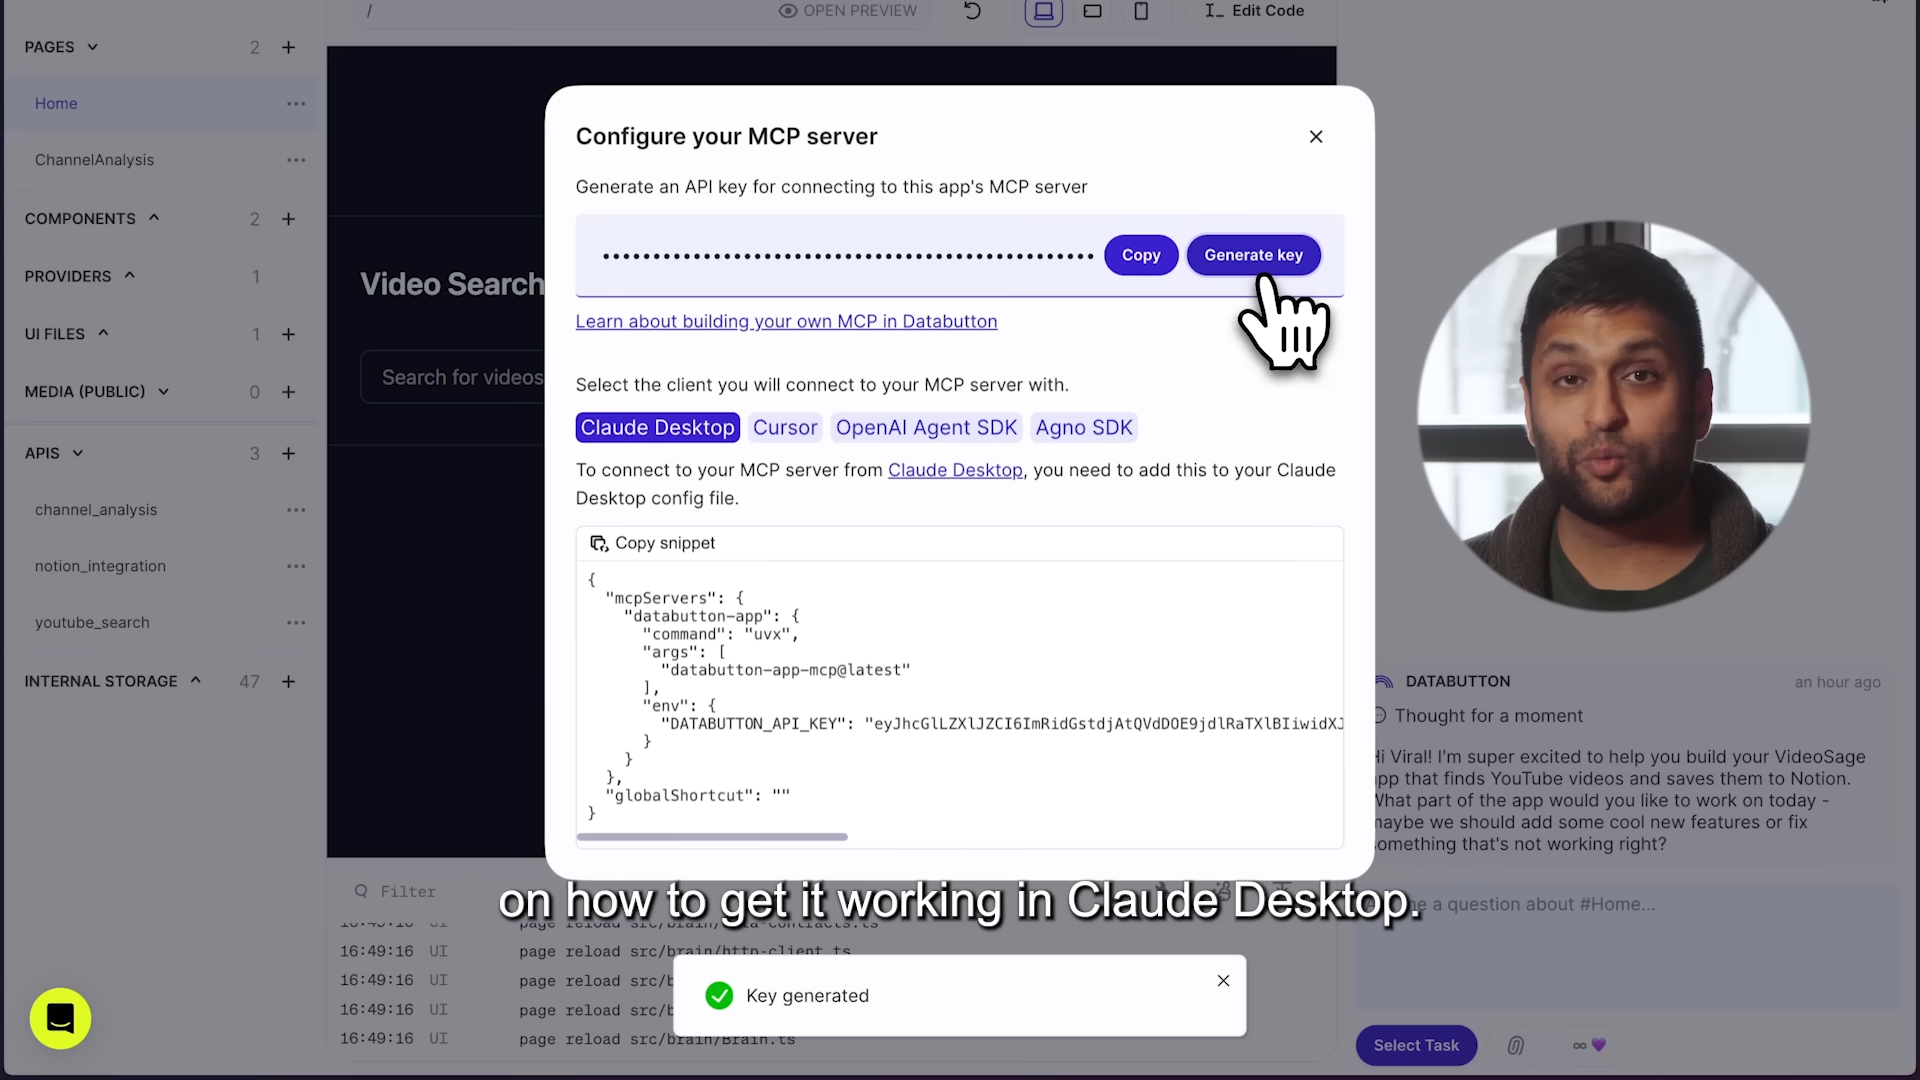 /
OPEN PREVIEW
Edit Code
PAGES
2
Home
ChannelAnalysis
COMPONENTS
2
PROVIDERS
1
UI FILES
1
MEDIA (PUBLIC)
0
APIS
3
channel_analysis
notion_integration
youtube_search
INTERNAL STORAGE
47
Video Search
Search for videos
Configure your MCP server
Generate an API key for connecting to this app's MCP server
Copy
Generate key
Learn about building your own MCP in Databutton
Select the client you will connect to your MCP server with.
Claude Desktop
Cursor
OpenAI Agent SDK
Agno SDK
To connect to your MCP server from Claude Desktop, you need to add this to your Claude
Desktop config file.
Copy snippet
{
"mcpServers": {
"databutton-app": {
"command": "uvx",
"args": [
"databutton-app-mcp@latest"
],
"env": {
"DATABUTTON_API_KEY": "eyJhcGlLZXlJZCI6ImRidGstdjAtQVdDOE9jdlRaTXlBIiwidXJ
}
}
},
"globalShortcut": ""
}
on how to get it working in Claude Desktop.
Filter
16:49:16 UI page reload
16:49:16 UI page reload src/brain/http-client.ts
16:49:16 UI page reload
16:49:16 UI page reload
16:49:16 UI page reload src/brain/Brain.ts
Key generated
DATABUTTON
an hour ago
Thought for a moment
Hi Viral! I'm super excited to help you build your VideoSage
app that finds YouTube videos and saves them to Notion.
What part of the app would you like to work on today -
maybe we should add some cool new features or fix
something that's not working right?
a question about #Home...
Select Task